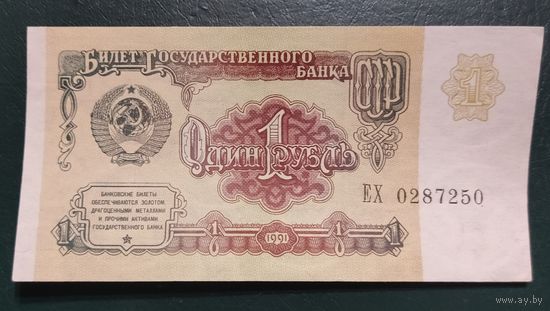 БИЛЕТ ГОСУДАРСТВЕННОГО
БАНКА
СССР
1
1
ОДИН РУБЛЬ
ЕХ 0287250
БАНКОВСКИЕ БИЛЕТЫ
ОБЕСПЕЧИВАЮТСЯ ЗОЛОТОМ,
ДРАГОЦЕННЫМИ МЕТАЛЛАМИ
И ПРОЧИМИ АКТИВАМИ
ГОСУДАРСТВЕННОГО БАНКА
1
1991
1
www.ay.by